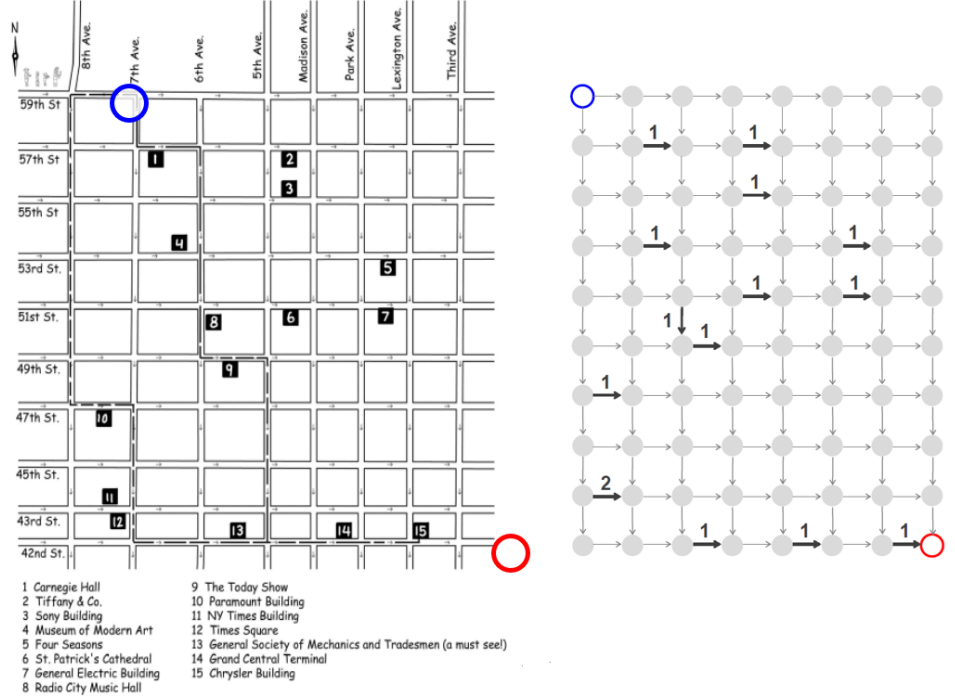 N
8th Ave.
7th Ave.
6th Ave.
5th Ave.
Madison Ave.
Park Ave.
Lexington Ave.
Third Ave.
59th St
57th St
55th St
53rd St.
51st St.
49th St.
47th St.
45th St.
43rd St.
42nd St.
1
2
3
4
5
6
7
8
9
10
11
12
13
14
15
1 1
1
1 1
1 1
1
1
1
2
1 1 1
1 Carnegie Hall
2 Tiffany & Co.
3 Sony Building
4 Museum of Modern Art
5 Four Seasons
6 St. Patrick's Cathedral
7 General Electric Building
8 Radio City Music Hall
9 The Today Show
10 Paramount Building
11 NY Times Building
12 Times Square
13 General Society of Mechanics and Tradesmen (a must see!)
14 Grand Central Terminal
15 Chrysler Building